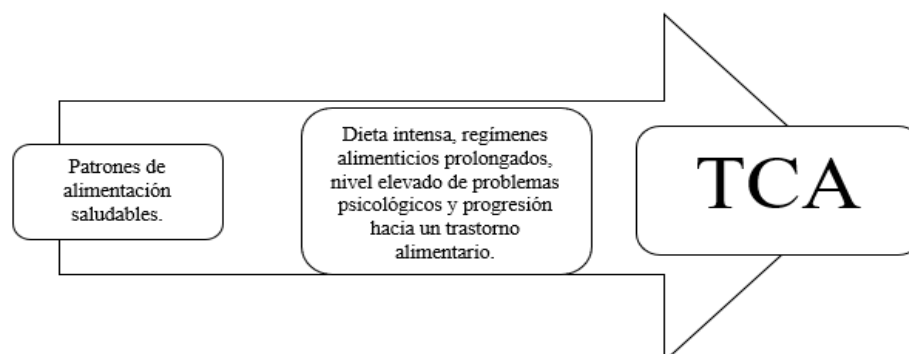 Patrones de
alimentación
saludables.
Dieta intensa, regímenes
alimenticios prolongados,
nivel elevado de problemas
psicológicos y progresión
hacia un trastorno
alimentario.
TCA